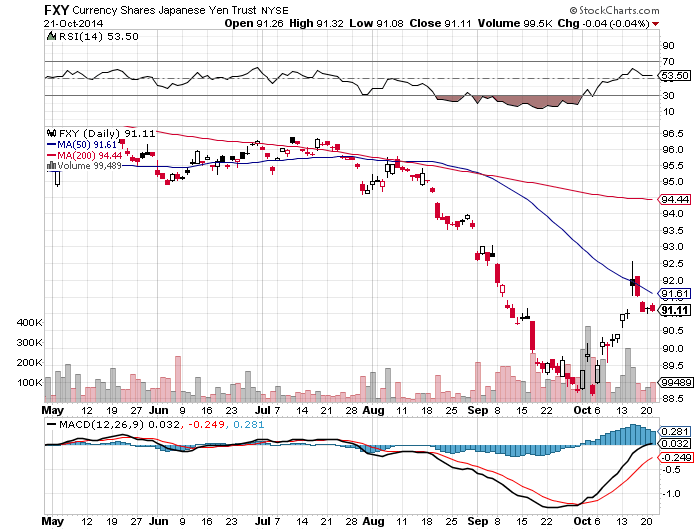 FXY Currency Shares Japanese Yen Trust NYSE © StockCharts.com
21-Oct-2014 Open 91.26 High 91.32 Low 91.08 Close 91.11 Volume 99.5K Chg -0.04 (-0.04%)
RSI(14) 53.50
90
70
53.50
30
10
FXY (Daily) 91.11
MA(50) 91.61
MA(200) 94.44
Volume 99,489
96.5
96.0
95.5
95.0
94.44
94.0
93.5
93.0
92.5
92.0
91.61
91.11
90.5
90.0
89.5
99489
88.5
400K
300K
200K
100K
May 12 19 27 Jun 9 16 23 Jul 7 14 21 28 Aug 11 18 25 Sep 8 15 22 Oct 6 13 20
MACD(12,26,9) 0.032, -0.249, 0.281
0.281
0.032
-0.249
-0.5
-1.0
May 12 19 27 Jun 9 16 23 Jul 7 14 21 28 Aug 11 18 25 Sep 8 15 22 Oct 6 13 20